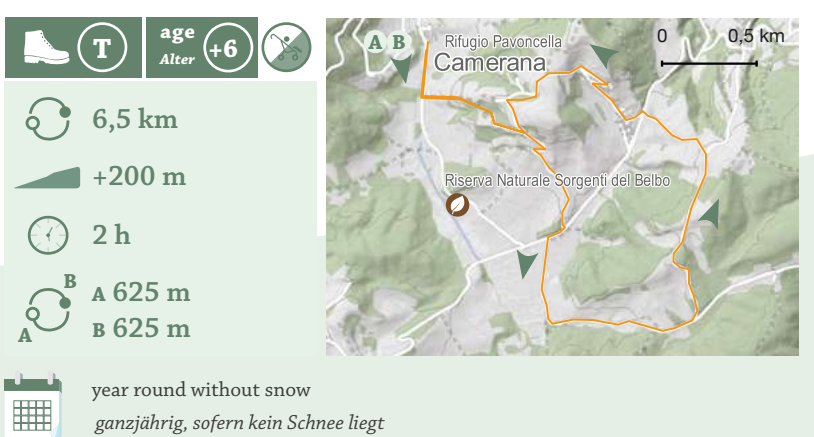 T
age
Alter
+6
6,5 km
+200 m
2 h
B
A
A 625 m
B 625 m
A B
Rifugio Pavoncella
Camerana
0 0,5 km
Riserva Naturale Sorgenti del Belbo
year round without snow
ganzjährig, sofern kein Schnee liegt